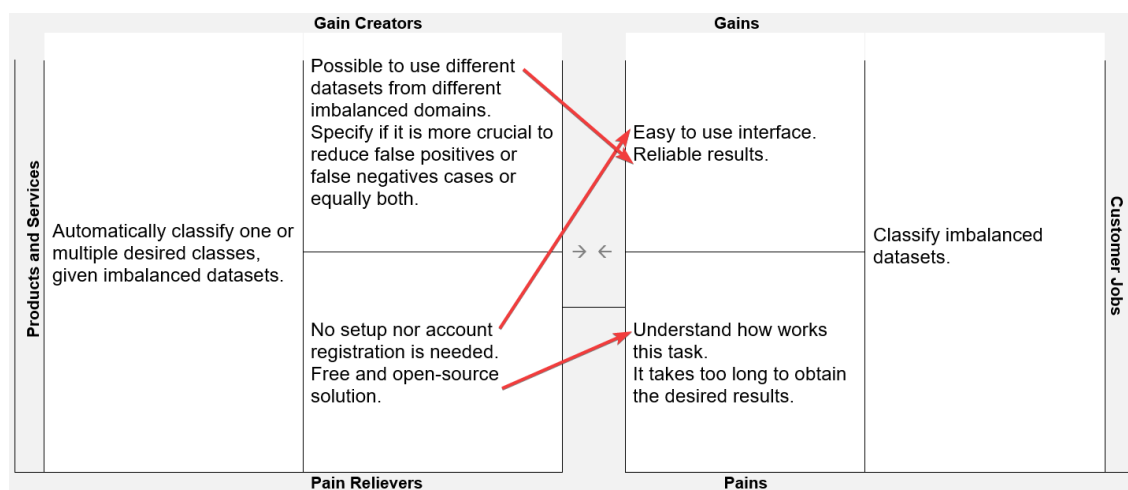 Gain Creators
Gains
Products and Services
Automatically classify one or
multiple desired classes,
given imbalanced datasets.
Possible to use different
datasets from different
imbalanced domains.
Specify if it is more crucial to
reduce false positives or
false negatives cases or
equally both.
No setup nor account
registration is needed.
Free and open-source
solution.
Easy to use interface.
Reliable results.
Understand how works
this task.
It takes too long to obtain
the desired results.
Classify imbalanced
datasets.
Customer Jobs
Pain Relievers
Pains